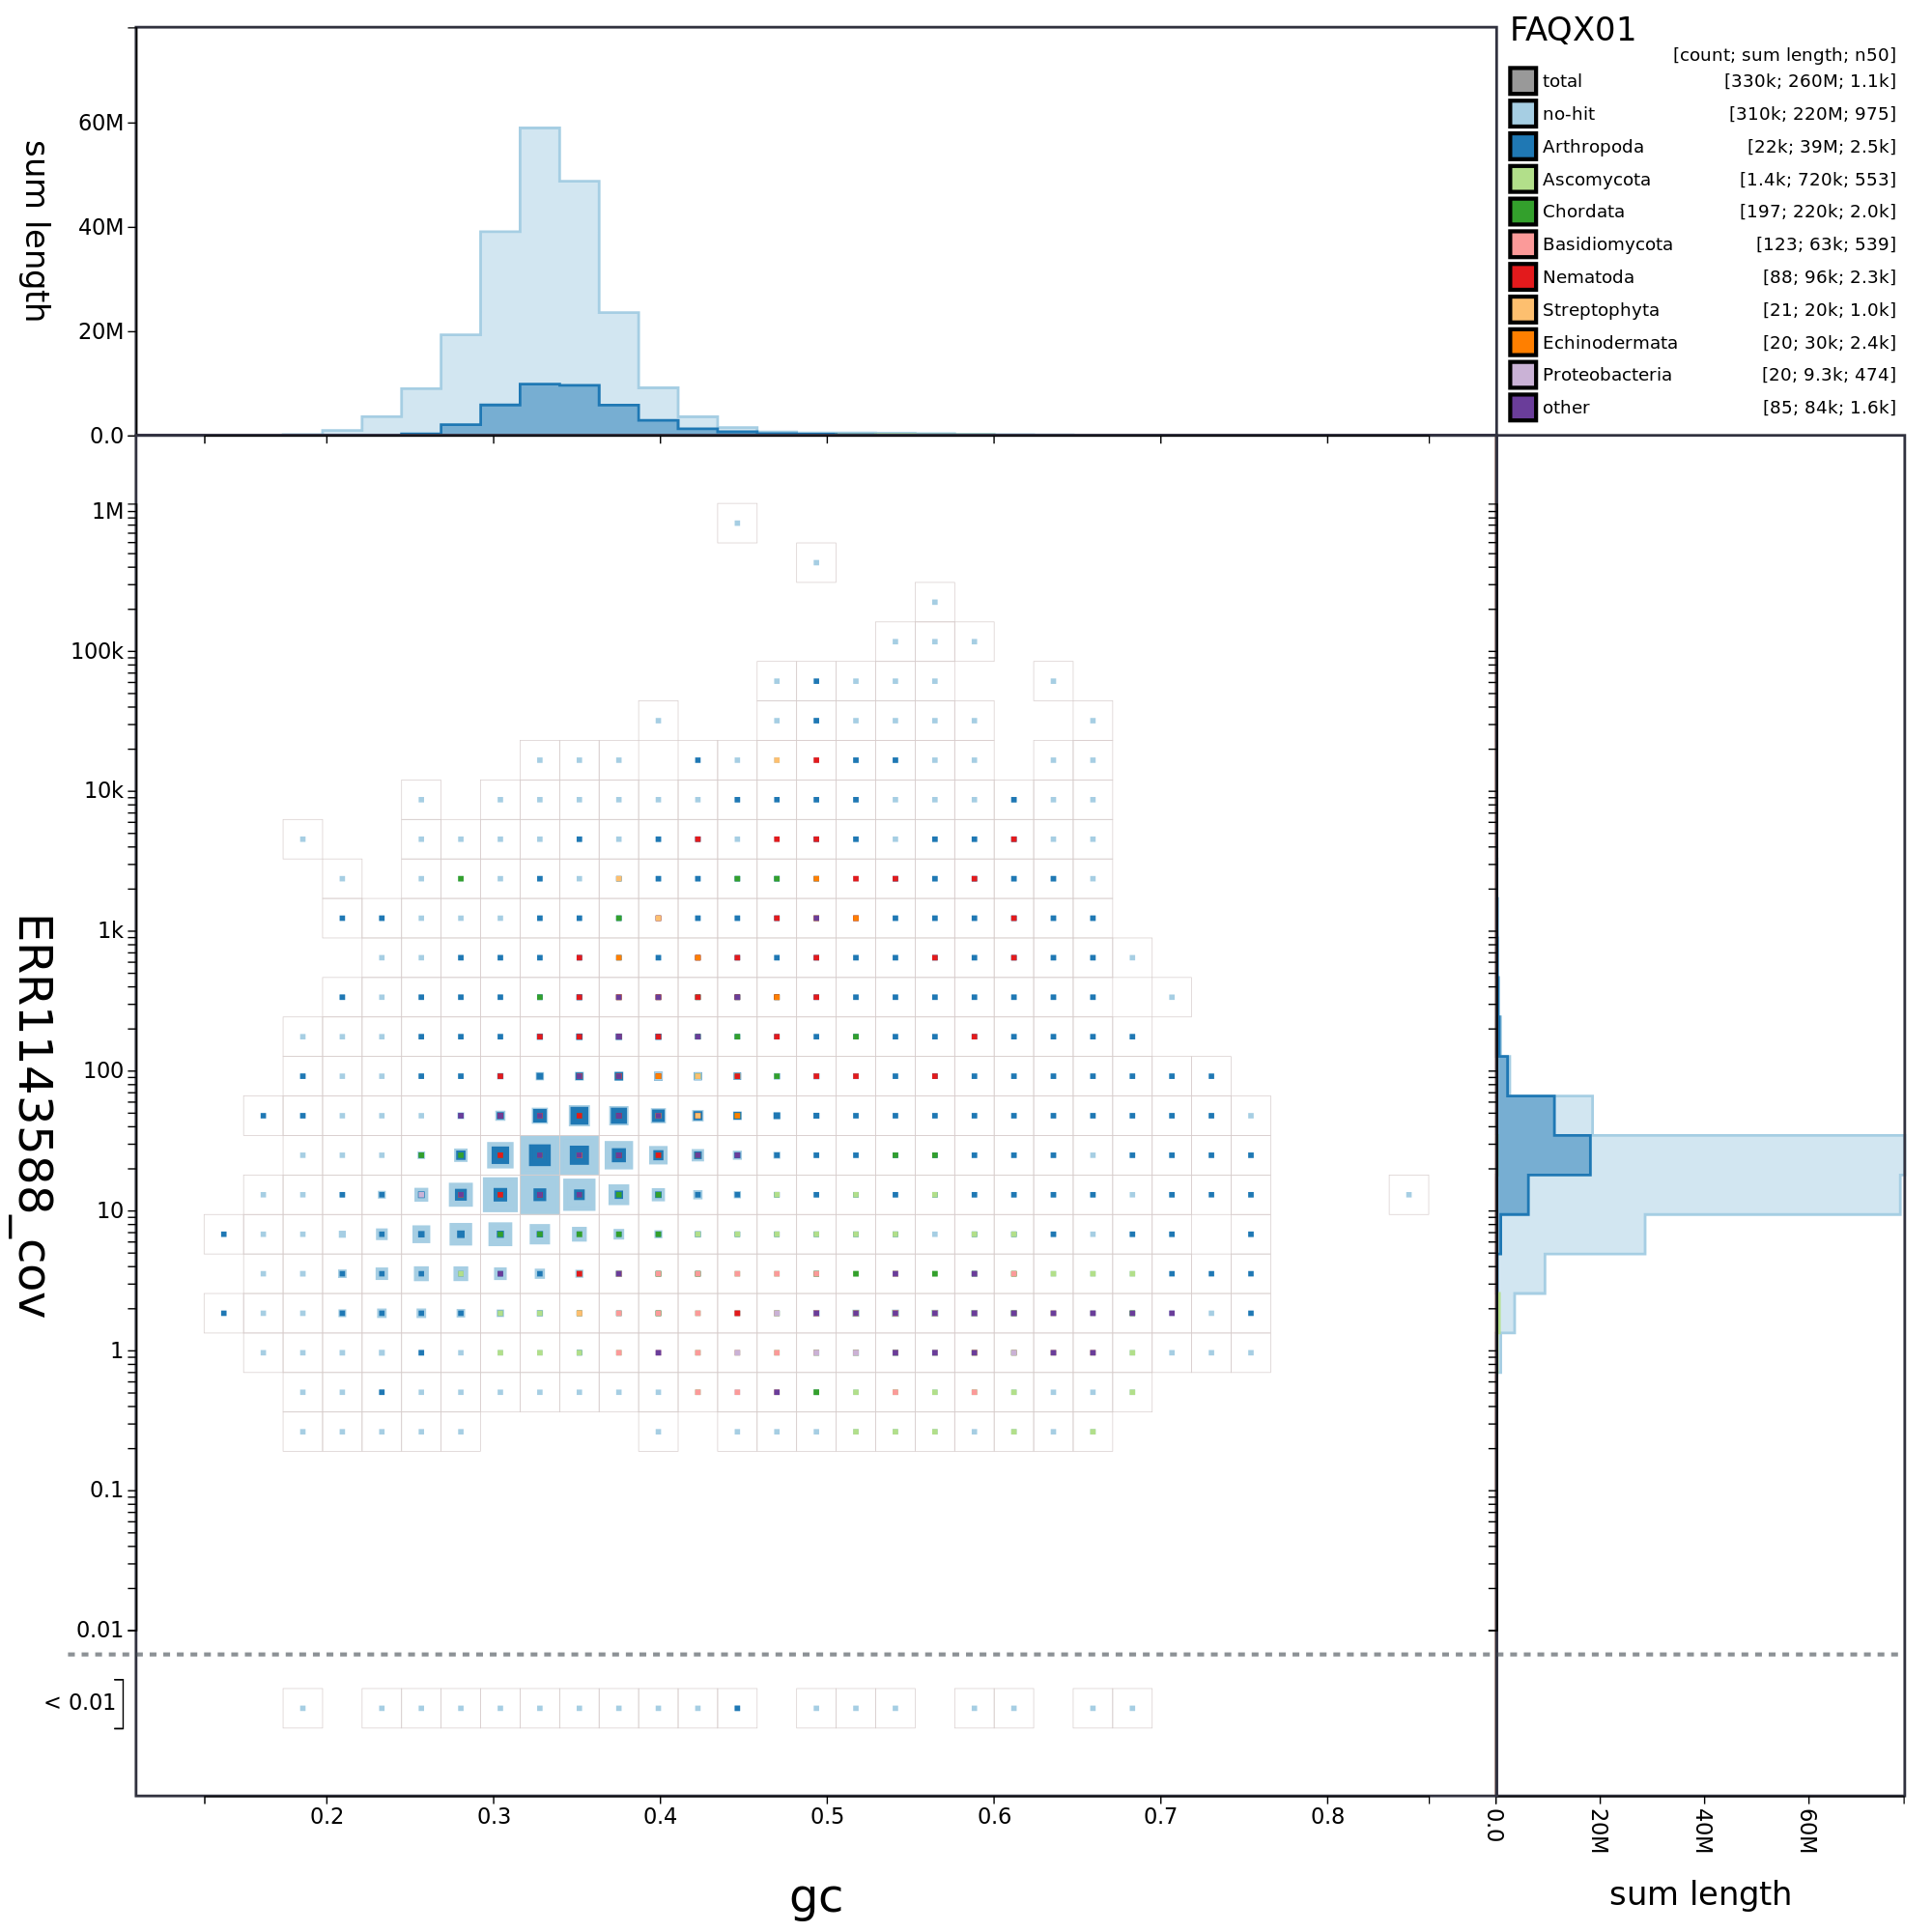 FAQX01
[count; sum length; n50]
total [330k; 260M; 1.1k]
no-hit [310k; 220M; 975]
Arthropoda [22k; 39M; 2.5k]
Ascomycota [1.4k; 720k; 553]
Chordata [197; 220k; 2.0k]
Basidiomycota [123; 63k; 539]
Nematoda [88; 96k; 2.3k]
Streptophyta [21; 20k; 1.0k]
Echinodermata [20; 30k; 2.4k]
Proteobacteria [20; 9.3k; 474]
other [85; 84k; 1.6k]
sum length
60M
40M
20M
0.0
ERR1143588_cov
1M
100k
10k
1k
100
10
1
0.1
0.01
< 0.01
0.2 0.3 0.4 0.5 0.6 0.7 0.8
gc
0.0 20M 40M 60M
sum length